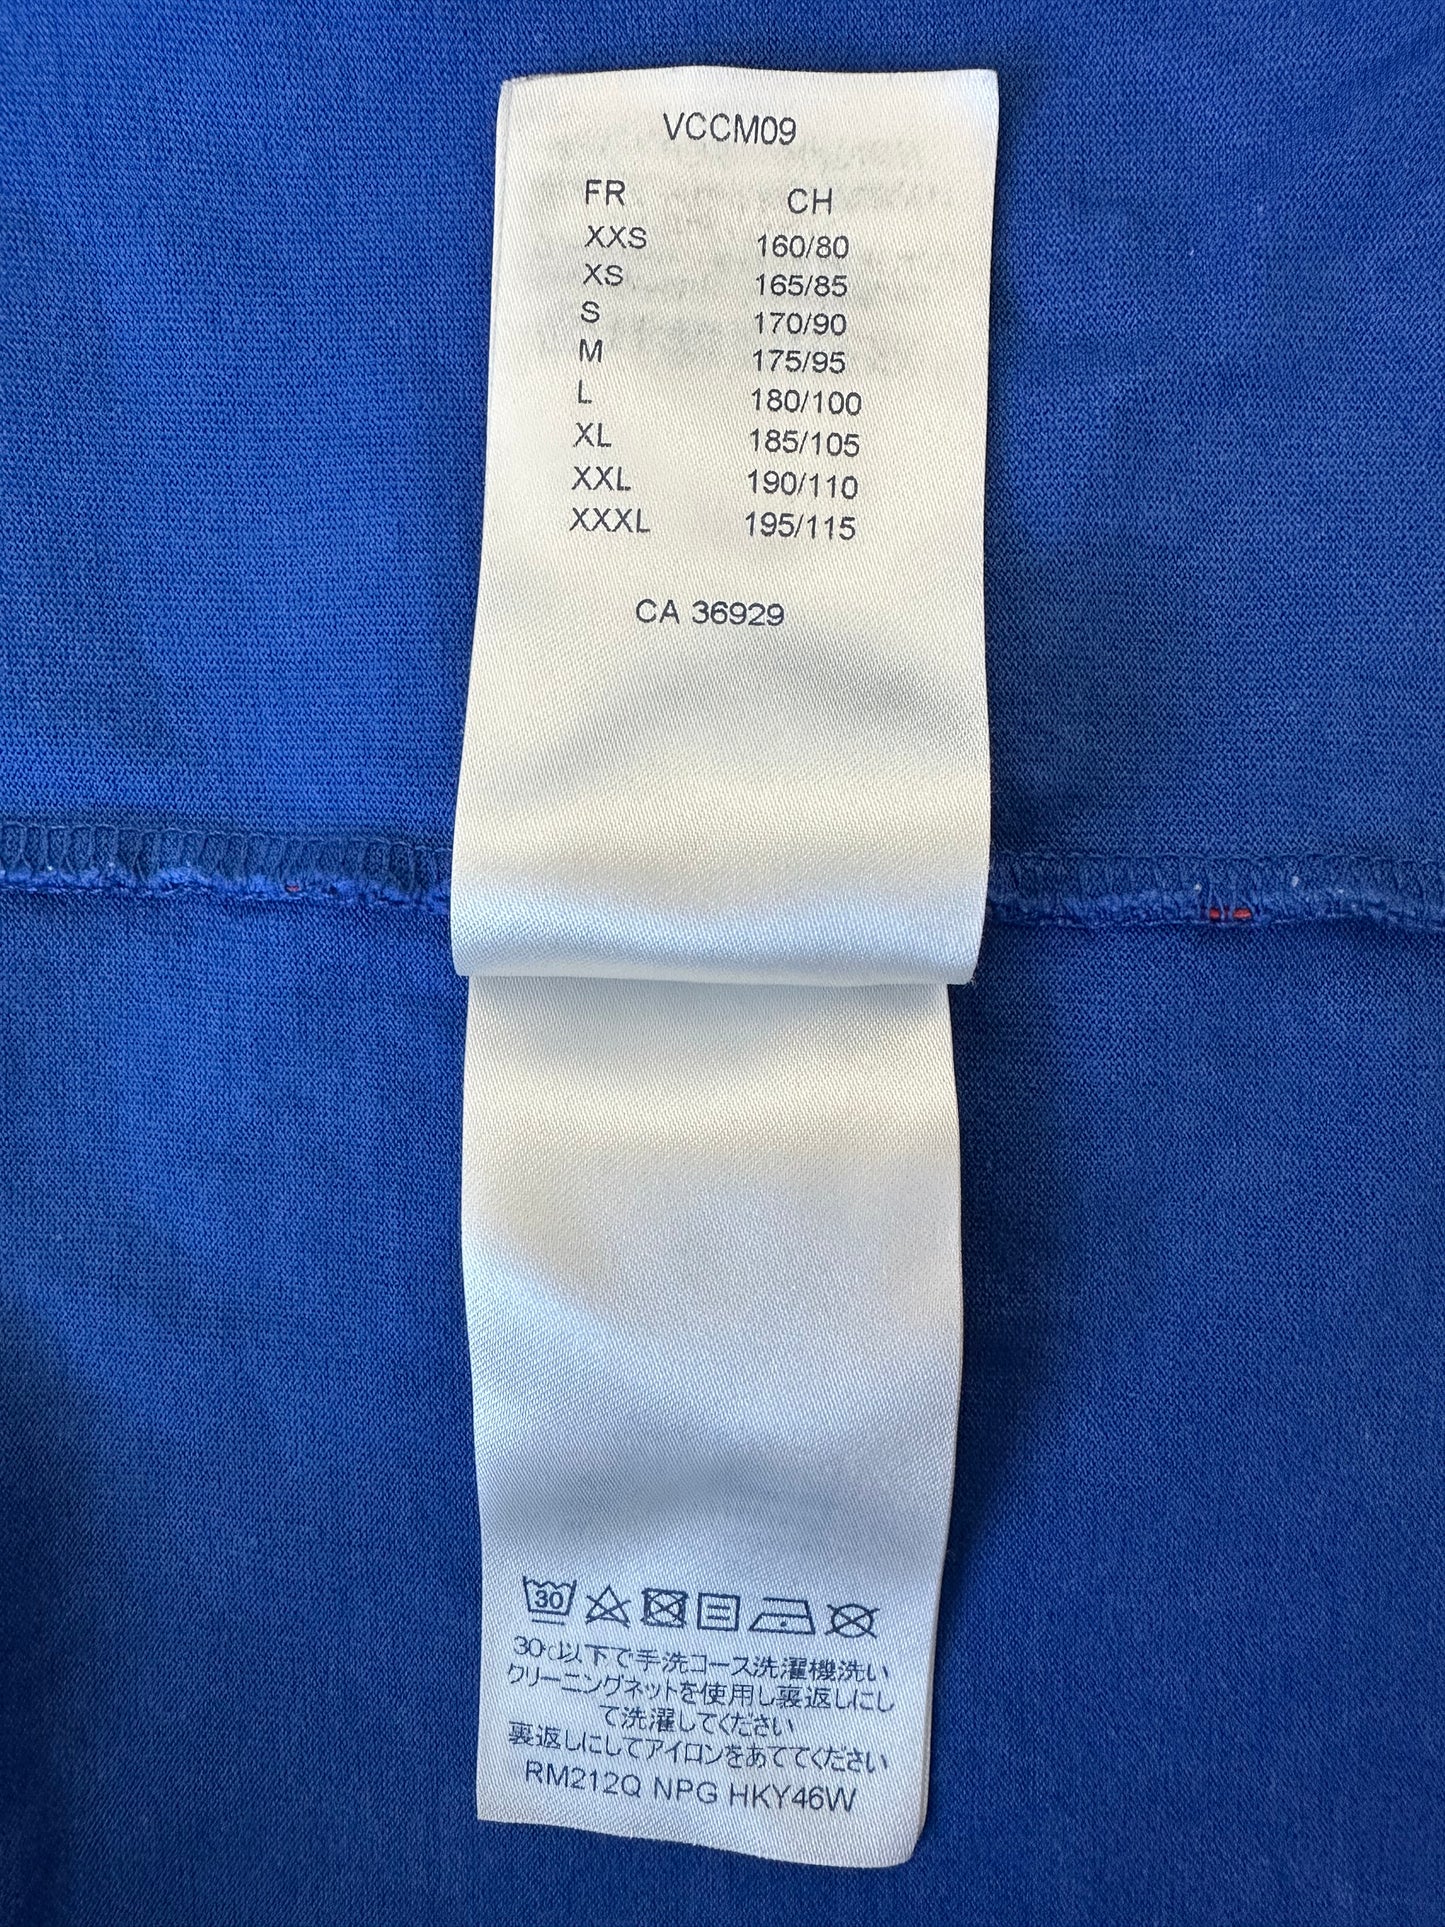 VCCM09
FR CH
XXS 160/80
XS 165/85
S 170/90
M 175/95
L 180/100
XL 185/105
XXL 190/110
XXXL 195/115
CA 36929
30
30℃以下で手洗コース洗濯機洗い
クリーニングネットを使用し裏返しにし
て洗濯してください
裏返しにしてアイロンをあててください
RM212Q NPG HKY46W